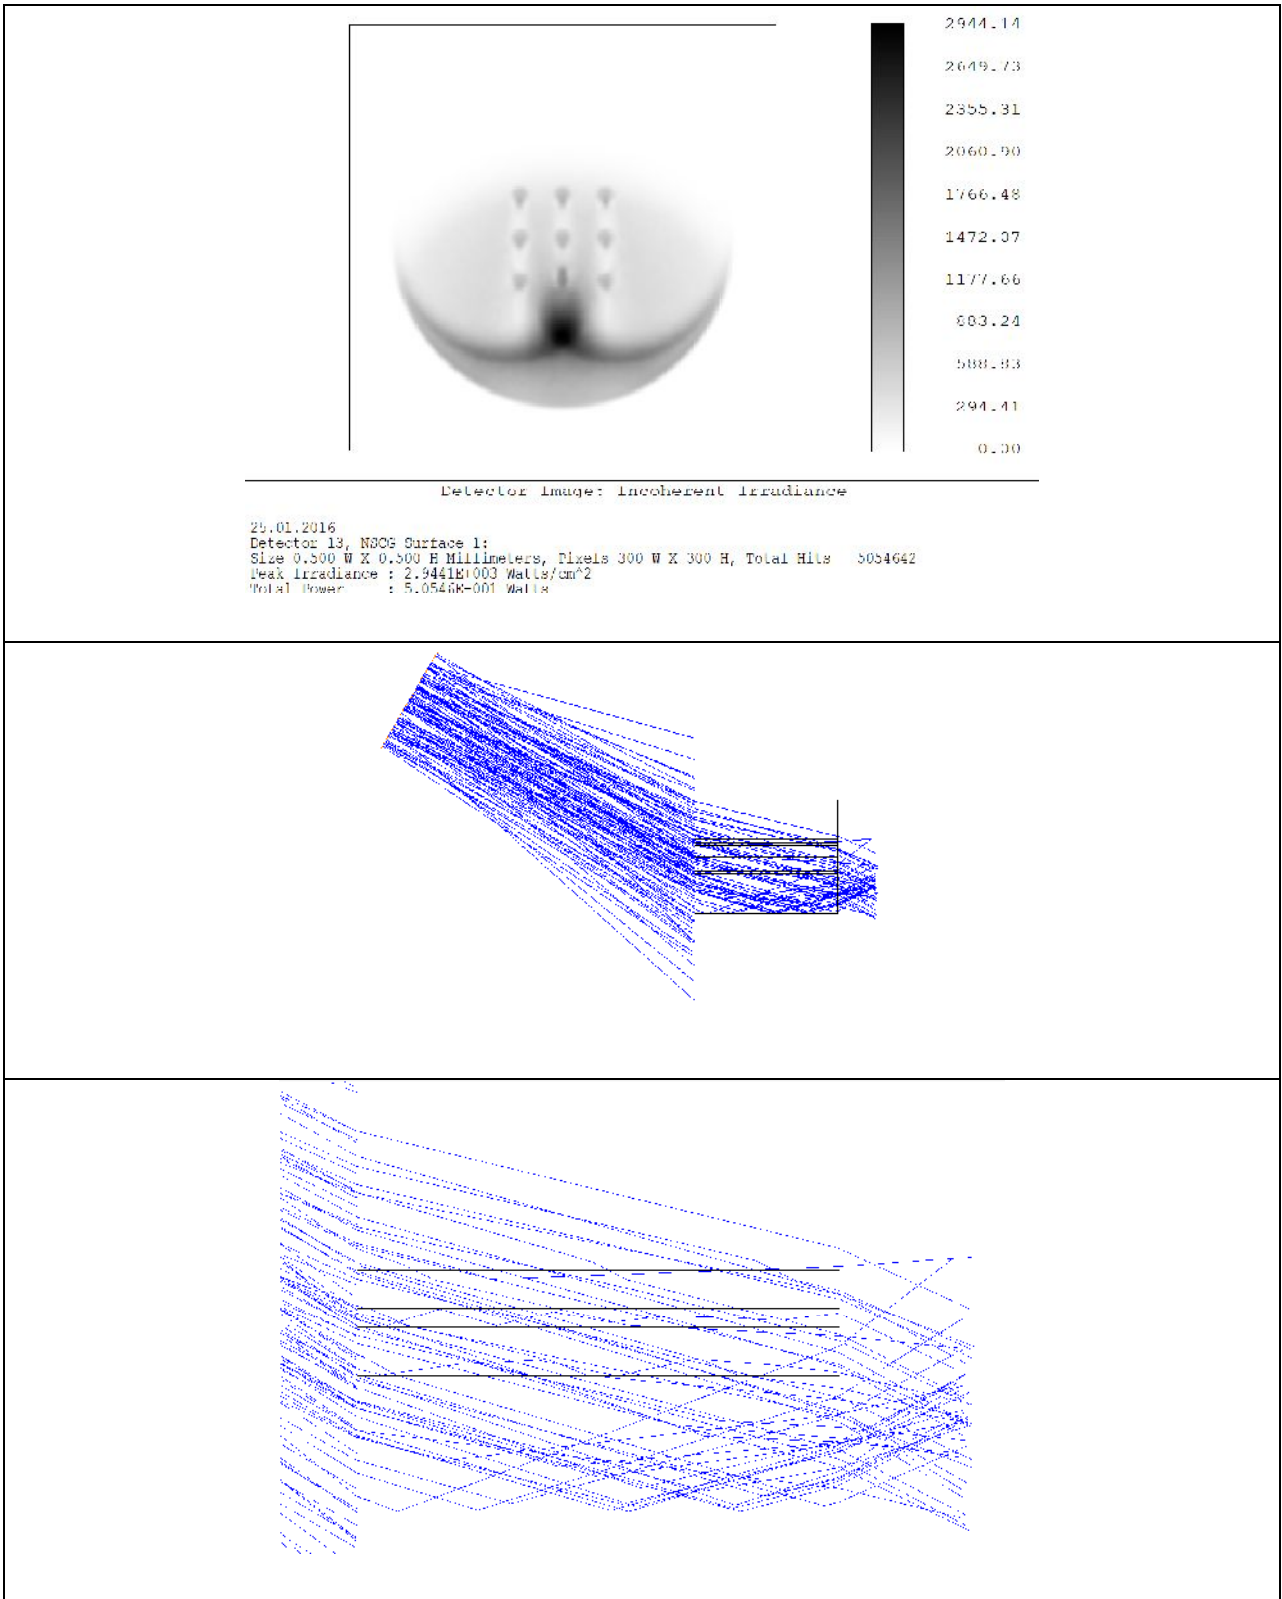 2944.14
2649.73
2355.31
2060.90
1766.48
1472.07
1177.66
883.24
588.83
294.41
0.00
Detector Image: Incoherent Irradiance
25.01.2016
Detector 13, NSCG Surface 1:
Size 0.500 W X 0.500 H Millimeters, Pixels 300 W X 300 H, Total Hits = 5054642
Peak Irradiance : 2.9441E+003 Watts/cm^2
Total Power : 5.0546E-001 Watts